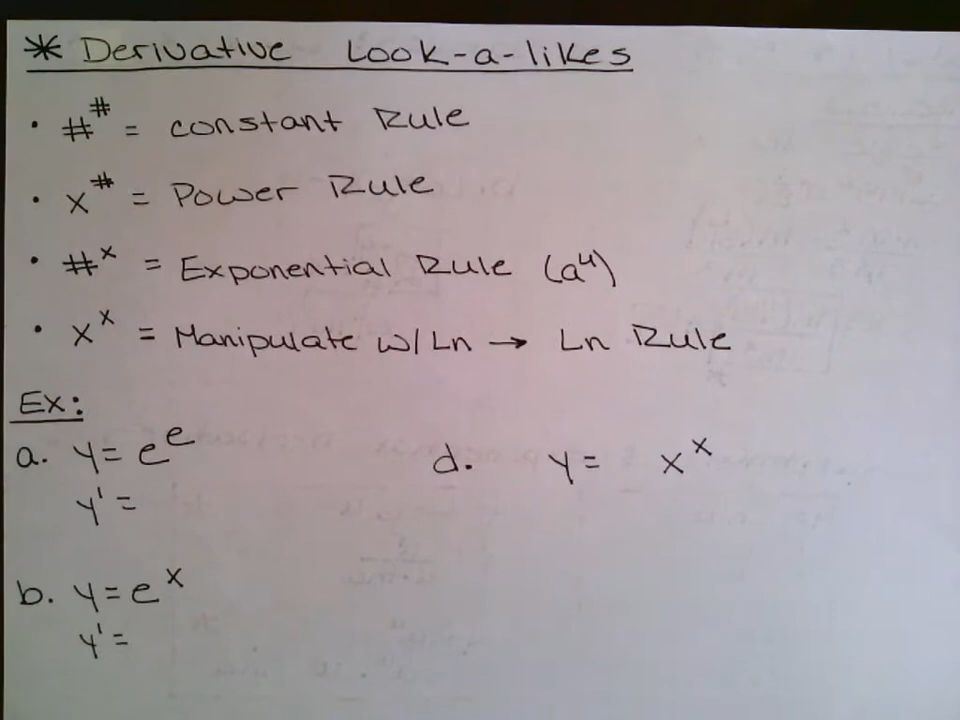 * Derivative Look-a-likes
• #^# = constant Rule
• x^# = Power Rule
• #^x = Exponential Rule (a^u)
• x^x = Manipulate w/ Ln → Ln Rule
Ex:
a. y = e^e
y' =
b. y = e^x
y' =
d. y = x^x